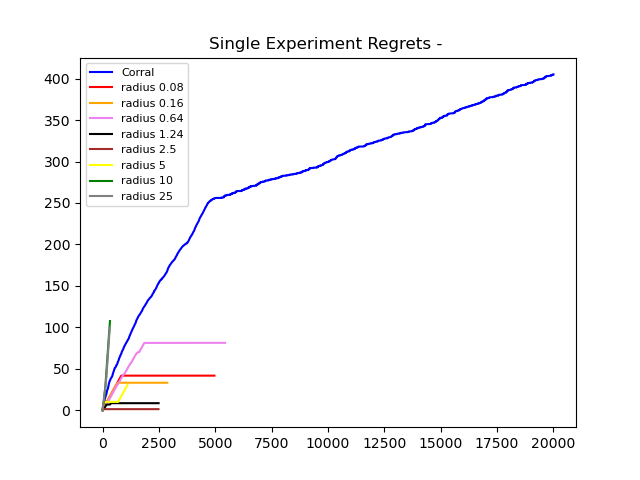 Single Experiment Regrets -
400
350
300
250
200
150
100
50
0
Corral
radius 0.08
radius 0.16
radius 0.64
radius 1.24
radius 2.5
radius 5
radius 10
radius 25
0 2500 5000 7500 10000 12500 15000 17500 20000